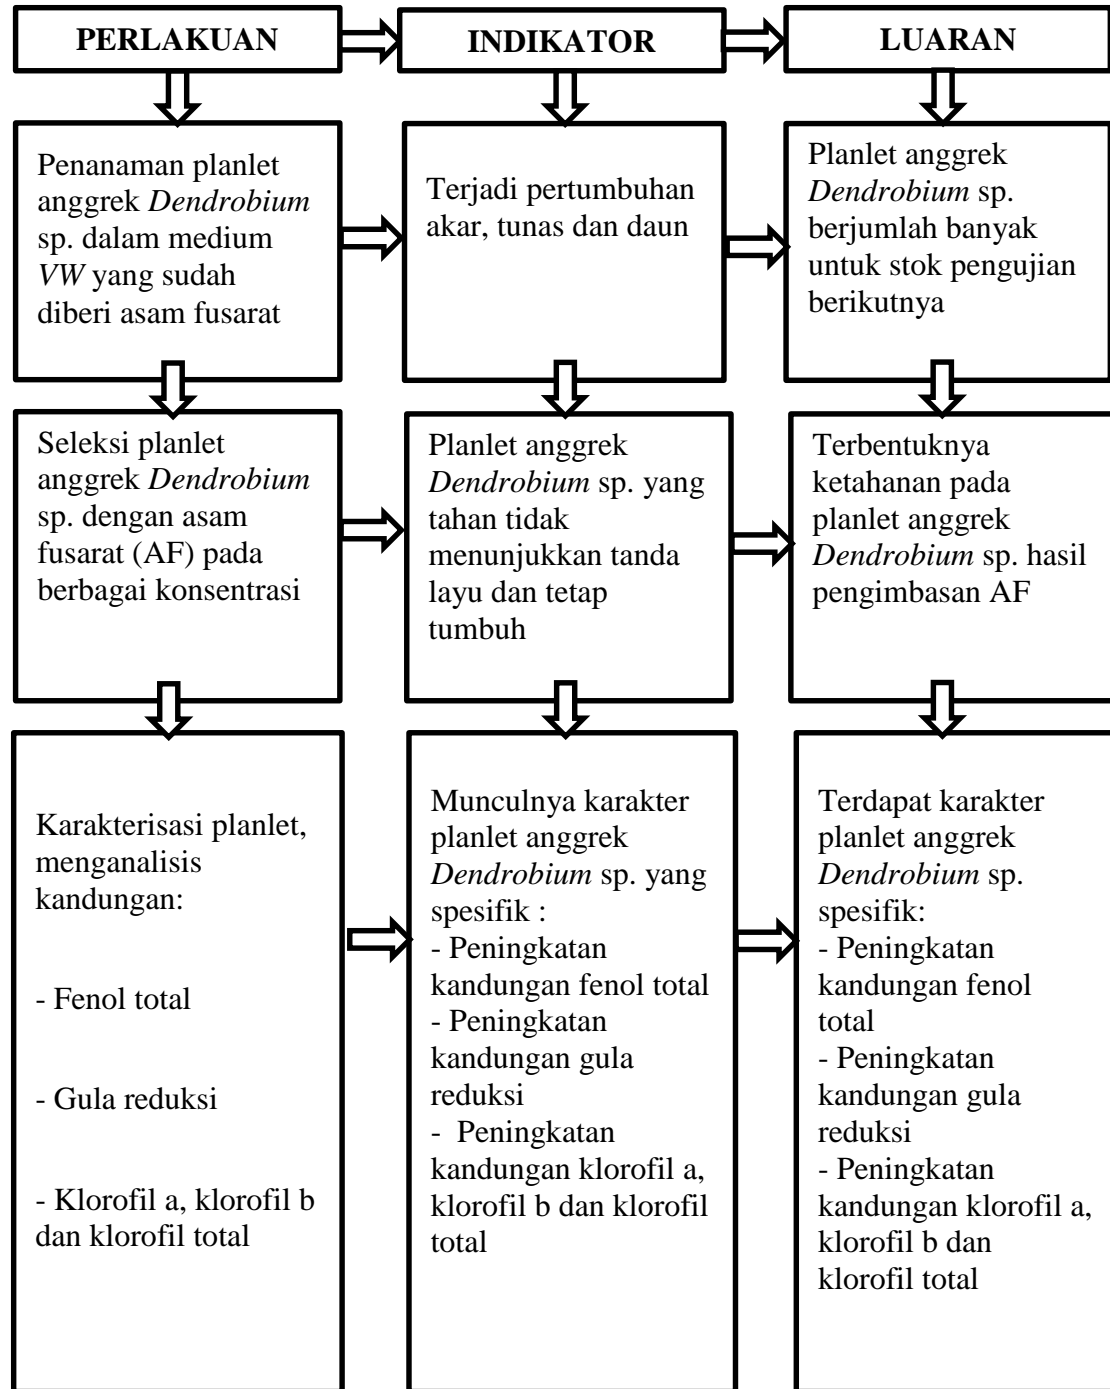 PERLAKUAN
INDIKATOR
LUARAN
Penanaman planlet
anggrek Dendrobium
sp. dalam medium
VW yang sudah
diberi asam fusarat
Terjadi pertumbuhan
akar, tunas dan daun
Planlet anggrek
Dendrobium sp.
berjumlah banyak
untuk stok pengujian
berikutnya
Seleksi planlet
anggrek Dendrobium
sp. dengan asam
fusarat (AF) pada
berbagai konsentrasi
Planlet anggrek
Dendrobium sp. yang
tahan tidak
menunjukkan tanda
layu dan tetap
tumbuh
Terbentuknya
ketahanan pada
planlet anggrek
Dendrobium sp. hasil
pengimbasan AF
Karakterisasi planlet,
menganalisis
kandungan:
- Fenol total
- Gula reduksi
- Klorofil a, klorofil b
dan klorofil total
Munculnya karakter
planlet anggrek
Dendrobium sp. yang
spesifik :
- Peningkatan
kandungan fenol total
- Peningkatan
kandungan gula
reduksi
- Peningkatan
kandungan klorofil a,
klorofil b dan klorofil
total
Terdapat karakter
planlet anggrek
Dendrobium sp.
spesifik:
- Peningkatan
kandungan fenol
total
- Peningkatan
kandungan gula
reduksi
- Peningkatan
kandungan klorofil a,
klorofil b dan
klorofil total